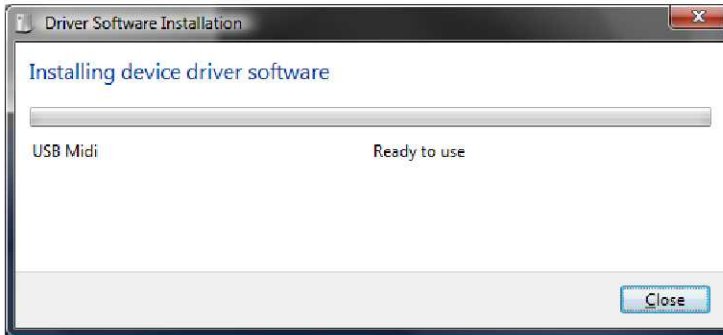 Driver Software Installation
Installing device driver software
USB Midi Ready to use
Close